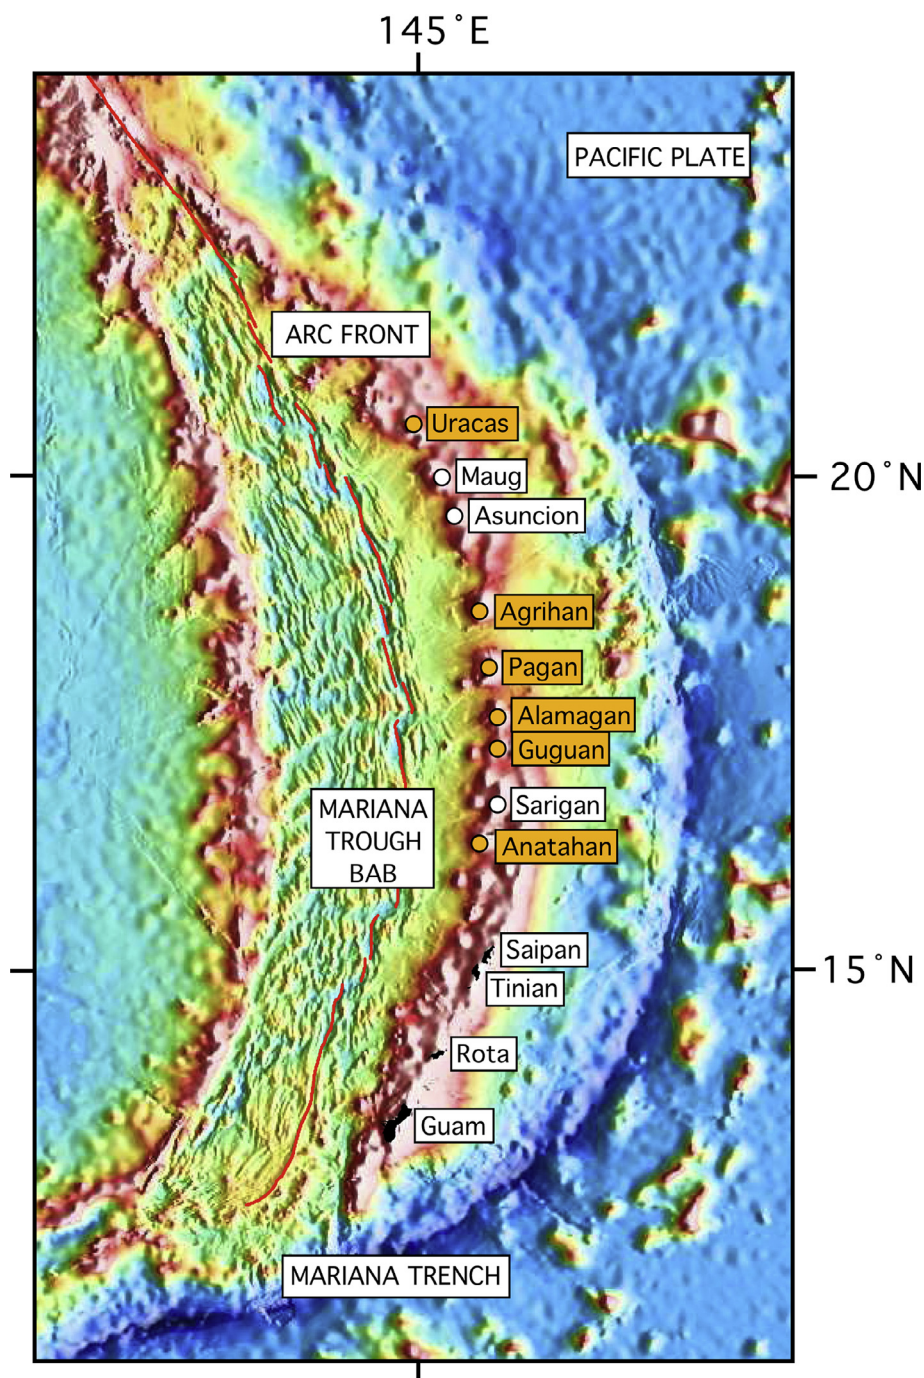 145°E
PACIFIC PLATE
ARC FRONT
Uracas
Maug
20°N
Asuncion
Agrihan
Pagan
Alamagan
Guguan
Sarigan
MARIANA
TROUGH
BAB
Anatahan
Saipan
15°N
Tinian
Rota
Guam
MARIANA TRENCH